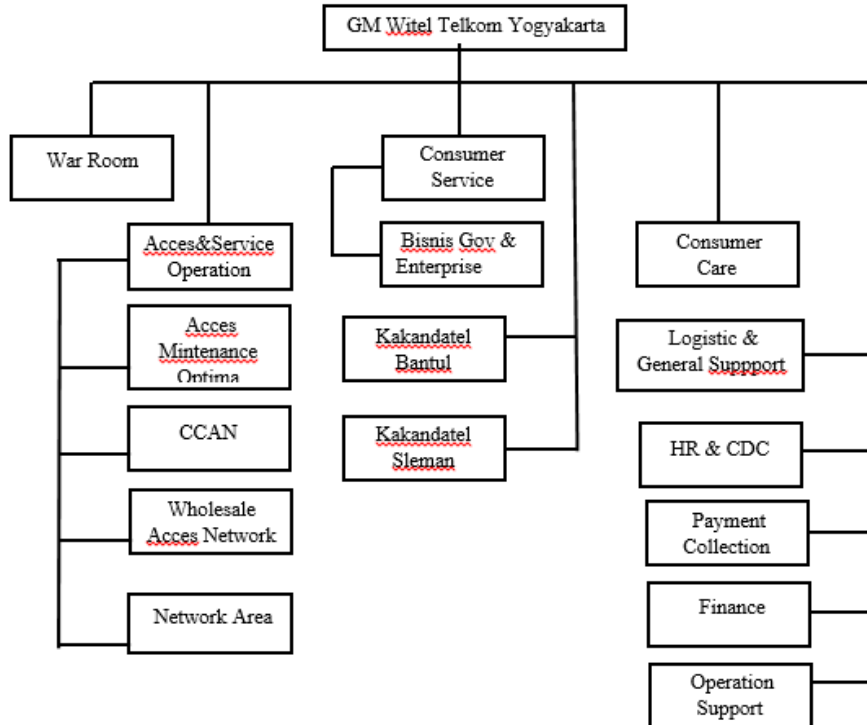 GM Witel Telkom Yogyakarta
War Room
Consumer
Service
Acces&Service
Operation
Bisnis Gov &
Enterprise
Consumer
Care
Acces
Mintenance
Optima
Kakandatel
Bantul
Logistic &
General Suppport
CCAN
Kakandatel
Sleman
HR & CDC
Wholesale
Acces Network
Payment
Collection
Network Area
Finance
Operation
Support